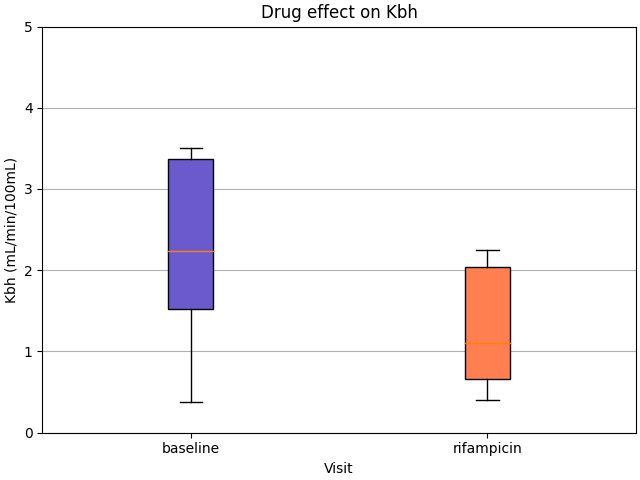 Drug effect on Kbh
Kbh (mL/min/100mL)
5
4
3
2
1
0
baseline
rifampicin
Visit